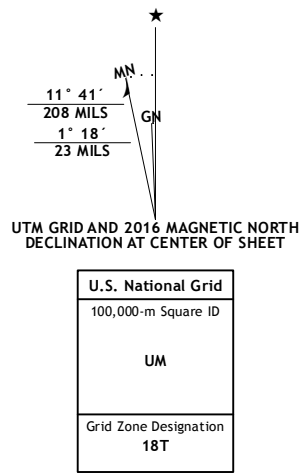 MN
11° 41´
208 MILS
GN
1° 18´
23 MILS
UTM GRID AND 2016 MAGNETIC NORTH
DECLINATION AT CENTER OF SHEET
U.S. National Grid
100,000-m Square ID
UM
Grid Zone Designation
18T